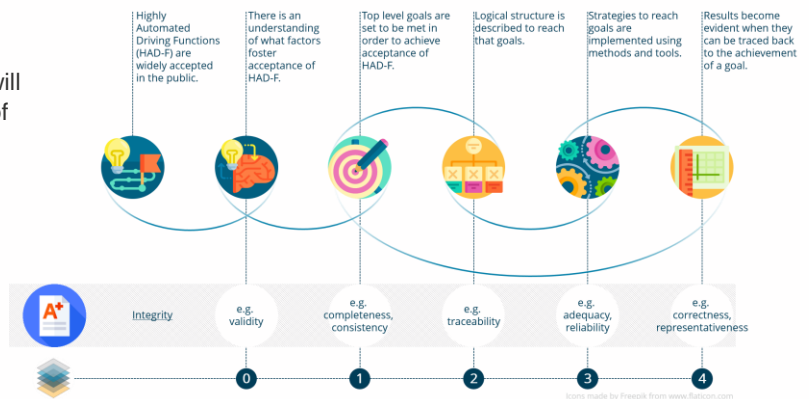 Highly
Automated
Driving Functions
(HAD-F) are
widely accepted
in the public.
There is an
understanding
of what factors
foster
acceptance of
HAD-F.
Top level goals are
set to be met in
order to achieve
acceptance of
HAD-F.
Logical structure is
described to reach
that goals.
Strategies to reach
goals are
implemented using
methods and tools.
Results become
evident when they
can be traced back
to the achievement
of a goal.
of
A+
Integrity
e.g.
validity
e.g.
completeness,
consistency
e.g.
traceability
e.g.
adequacy,
reliability
e.g.
correctness,
representativeness
0
1
2
3
4
Icons made by Freepik from www.flaticon.com